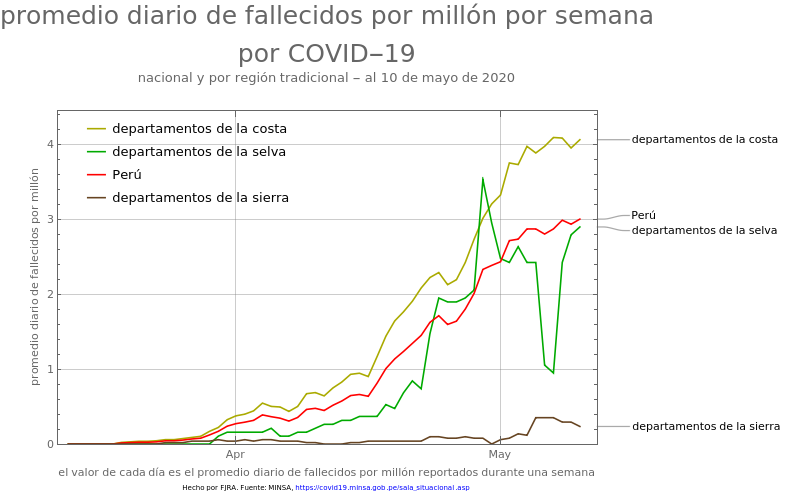 promedio diario de fallecidos por millón por semana
por COVID−19
nacional y por región tradicional − al 10 de mayo de 2020
departamentos de la costa
departamentos de la selva
Perú
departamentos de la sierra
promedio diario de fallecidos por millón
4
3
2
1
0
Apr
May
departamentos de la costa
Perú
departamentos de la selva
departamentos de la sierra
el valor de cada día es el promedio diario de fallecidos por millón reportados durante una semana
Hecho por FJRA. Fuente: MINSA, https://covid19.minsa.gob.pe/sala_situacional.asp